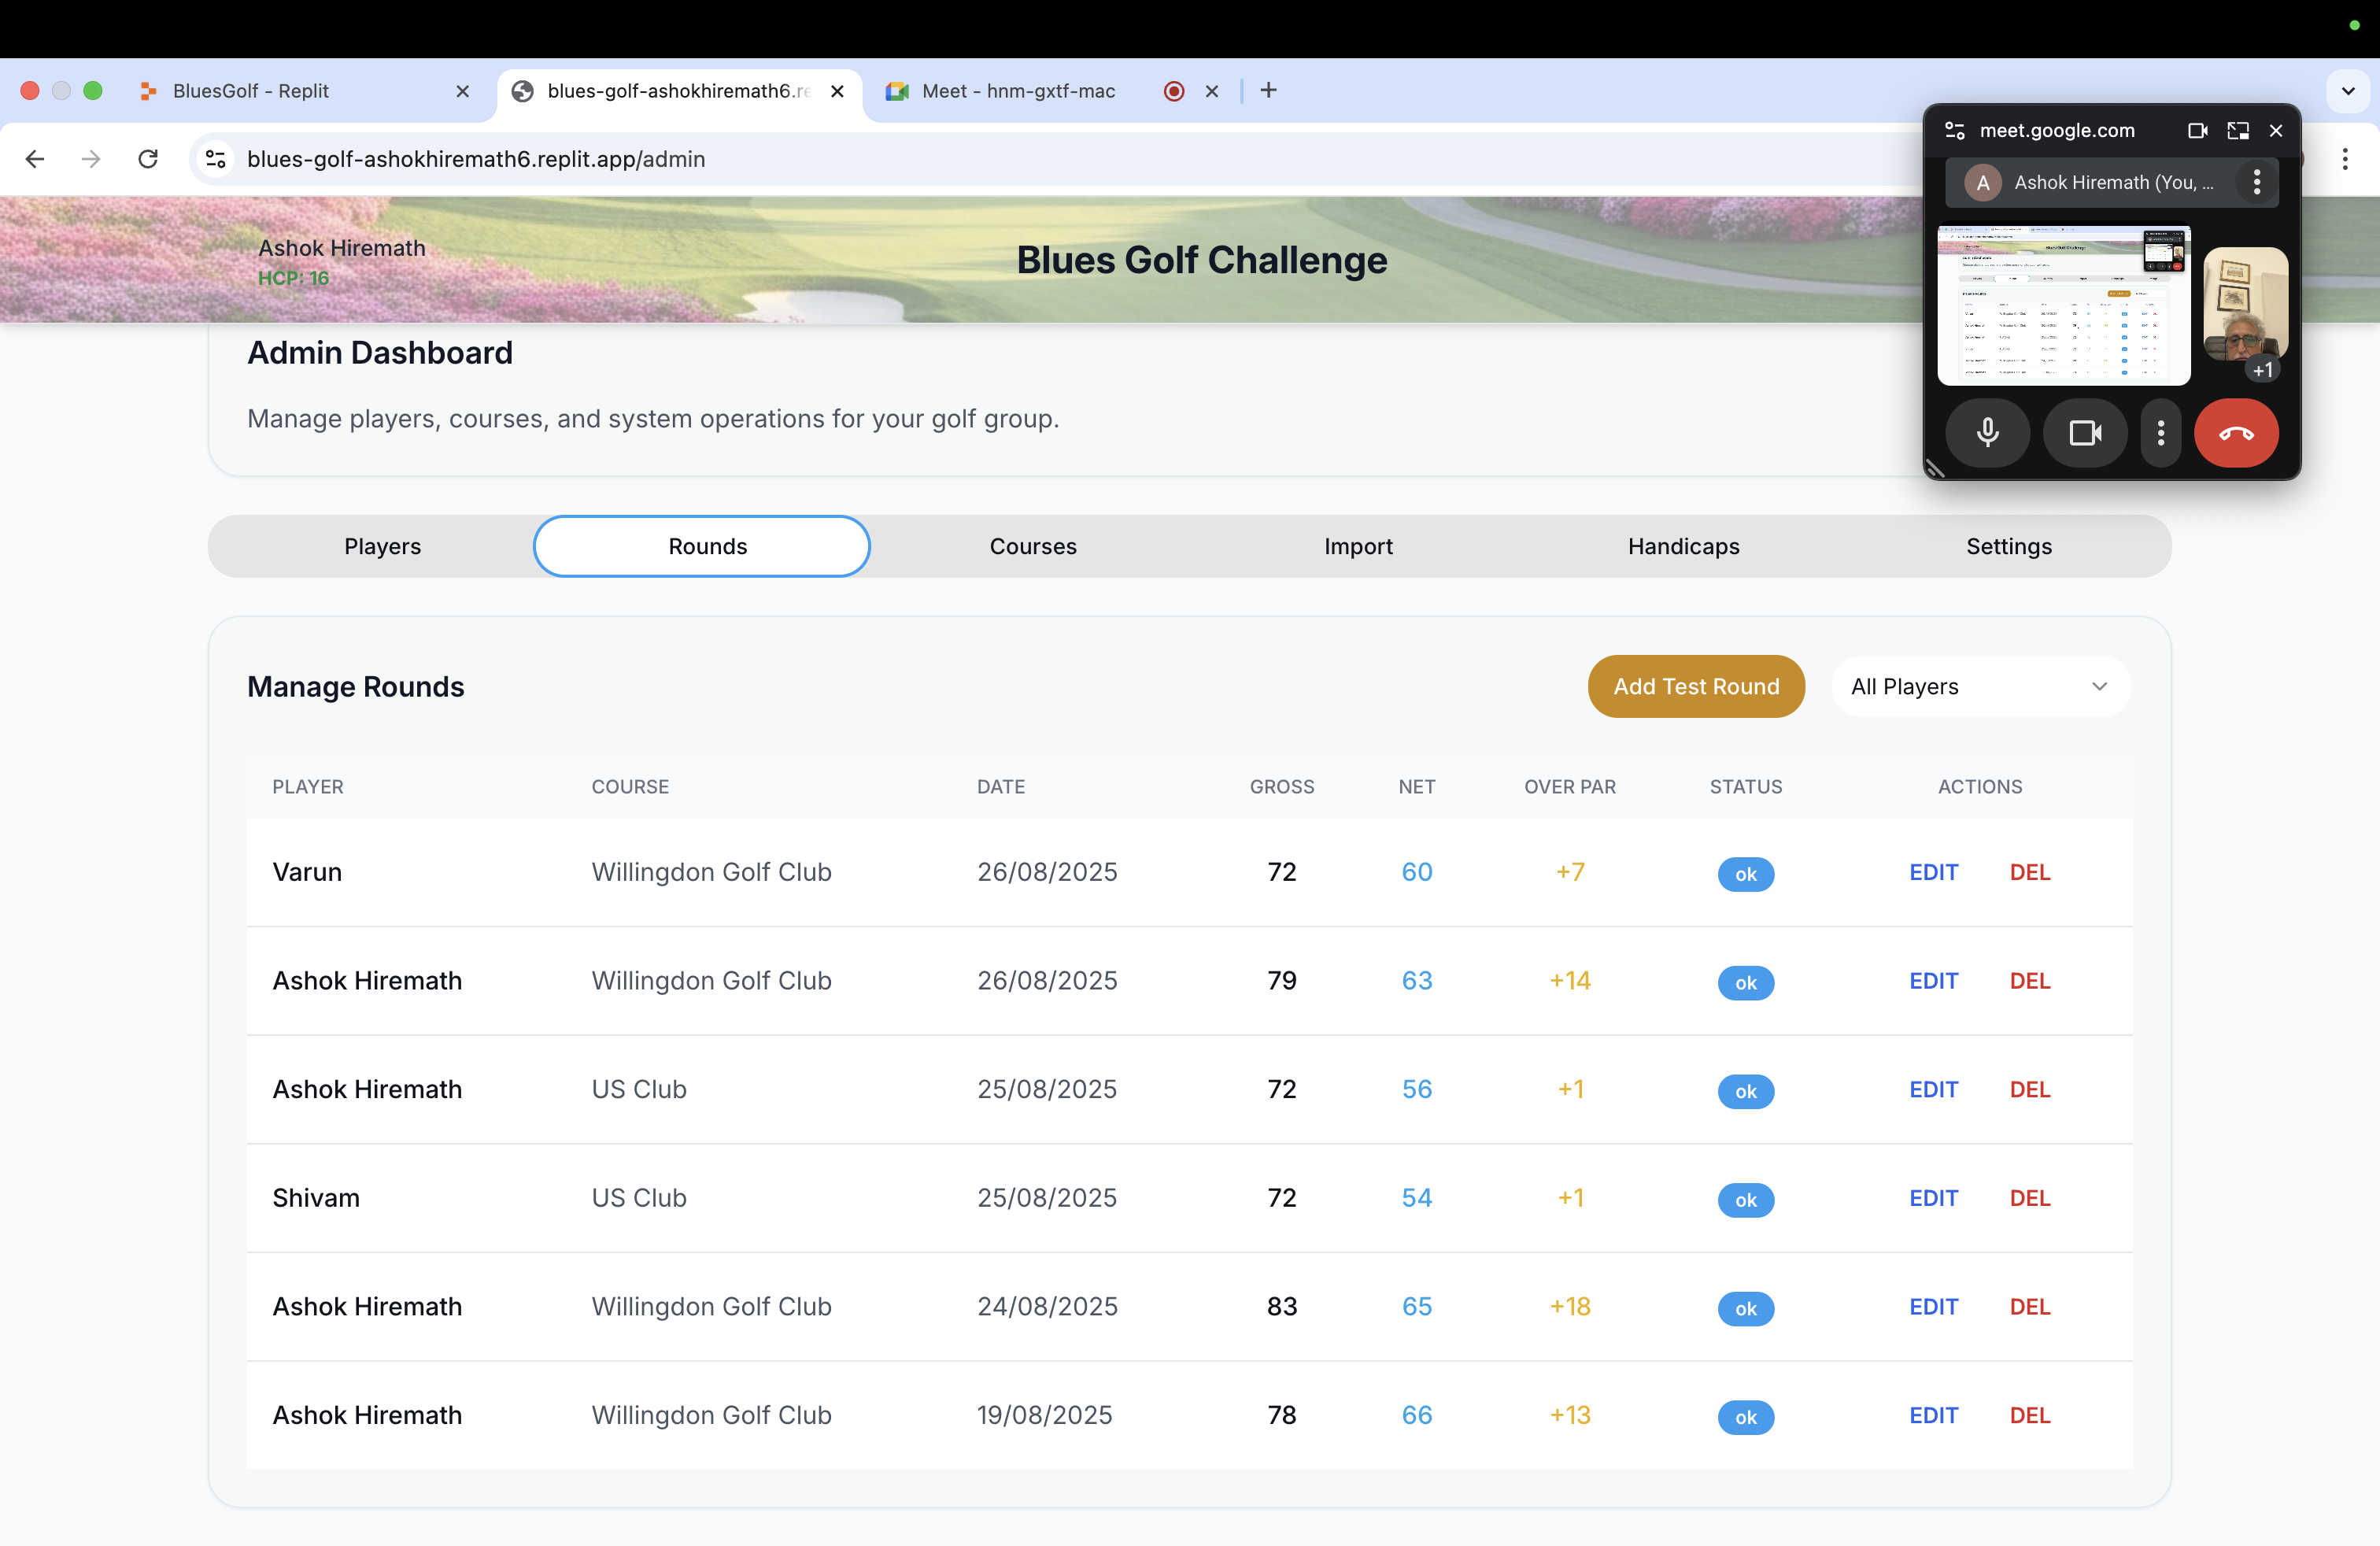 BluesGolf - Replit
blues-golf-ashokhiremath6.re
Meet - hnm-gxtf-mac
blues-golf-ashokhiremath6.replit.app/admin
meet.google.com
A
Ashok Hiremath (You, ...
+1
Ashok Hiremath
HCP: 16
Blues Golf Challenge
Admin Dashboard
Manage players, courses, and system operations for your golf group.
Players Rounds Courses Import Handicaps Settings
Manage Rounds
Add Test Round
All Players
PLAYER COURSE DATE GROSS NET OVER PAR STATUS ACTIONS
Varun Willingdon Golf Club 26/08/2025 72 60 +7 ok EDIT DEL
Ashok Hiremath Willingdon Golf Club 26/08/2025 79 63 +14 ok EDIT DEL
Ashok Hiremath US Club 25/08/2025 72 56 +1 ok EDIT DEL
Shivam US Club 25/08/2025 72 54 +1 ok EDIT DEL
Ashok Hiremath Willingdon Golf Club 24/08/2025 83 65 +18 ok EDIT DEL
Ashok Hiremath Willingdon Golf Club 19/08/2025 78 66 +13 ok EDIT DEL